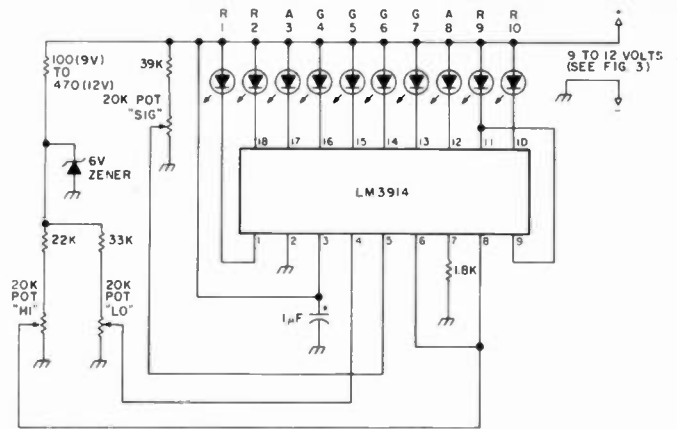 R R A G G G G A R R
1 2 3 4 5 6 7 8 9 10
+
100(9V)
TO
470(12V)
39K
9 TO 12 VOLTS
(SEE FIG. 3)
−
20K POT
"SIG"
6V
ZENER
18 17 16 15 14 13 12 11 10
LM3914
1 2 3 4 5 6 7 8 9
22K 33K
1.8K
20K
POT
"HI"
20K
POT
"LO"
1µF
+